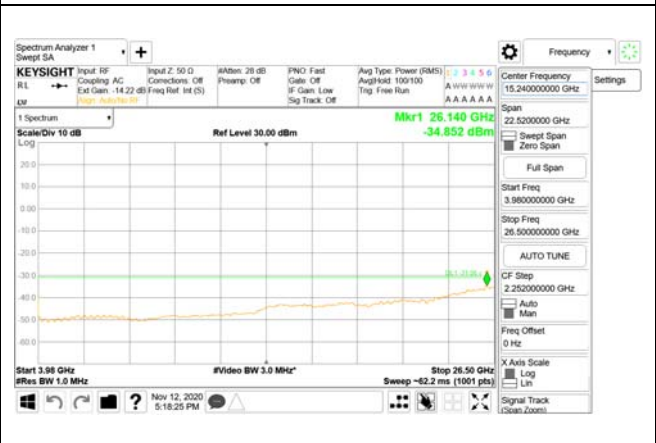 Spectrum Analyzer 1
Swept SA
Frequency
KEYSIGHT
Input: RF
Coupling: AC
Ext Gain: -14.22 dB
Align: Auto/No RF
RL
Input Z: 50 Ω
Corrections: Off
Freq Ref: Int (S)
#Atten: 28 dB
Preamp: Off
PNO: Fast
Gate: Off
IF Gain: Low
Sig Track: Off
Avg Type: Power (RMS)
Avg|Hold: 100/100
Trig: Free Run
1 2 3 4 5 6
A W W W W W
A A A A A A
1 Spectrum
Scale/Div 10 dB
Ref Level 30.00 dBm
Mkr1 26.140 GHz
-34.852 dBm
Log
20.0
10.0
0.00
-10.0
-20.0
-30.0
-40.0
-50.0
-60.0
Start 3.98 GHz
#Res BW 1.0 MHz
#Video BW 3.0 MHz*
Stop 26.50 GHz
Sweep ~62.2 ms (1001 pts)
Nov 12, 2020
5:18:25 PM
Center Frequency
15.240000000 GHz
Settings
Span
22.5200000 GHz
Swept Span
Zero Span
Full Span
Start Freq
3.980000000 GHz
Stop Freq
26.500000000 GHz
AUTO TUNE
CF Step
2.252000000 GHz
Auto
Man
Freq Offset
0 Hz
X Axis Scale
Log
Lin
Signal Track
(Span Zoom)